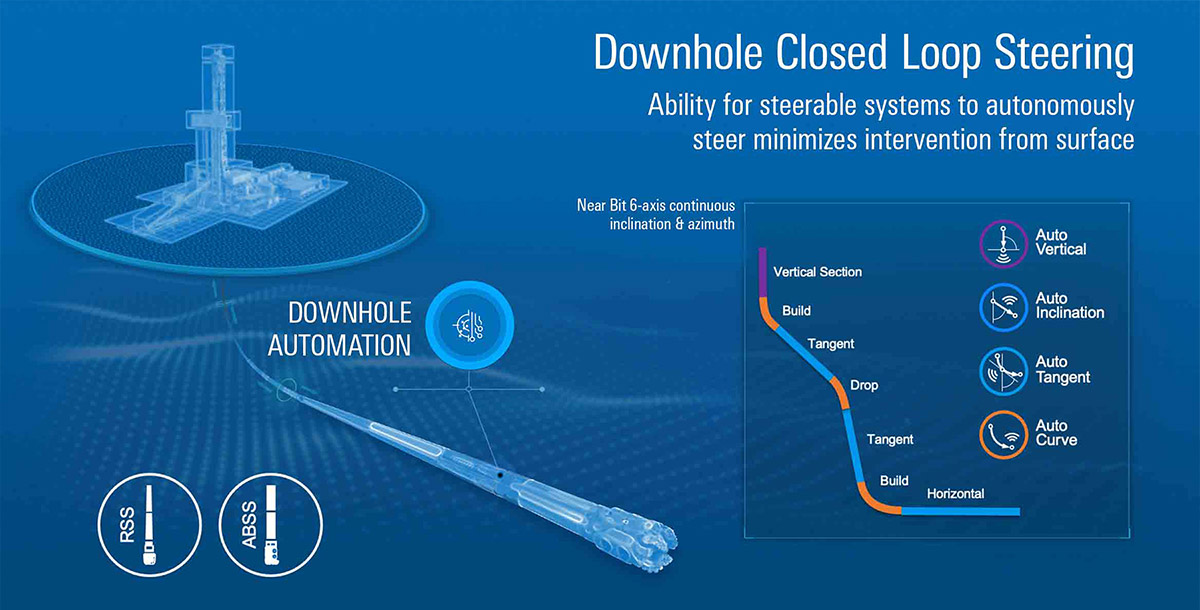 Downhole Closed Loop Steering
Ability for steerable systems to autonomously
steer minimizes intervention from surface
Near Bit 6-axis continuous
inclination & azimuth
Vertical Section
Build
Tangent
Drop
Tangent
Build
Horizontal
Auto
Vertical
Auto
Inclination
Auto
Tangent
Auto
Curve
DOWNHOLE
AUTOMATION
RSS
ABSS